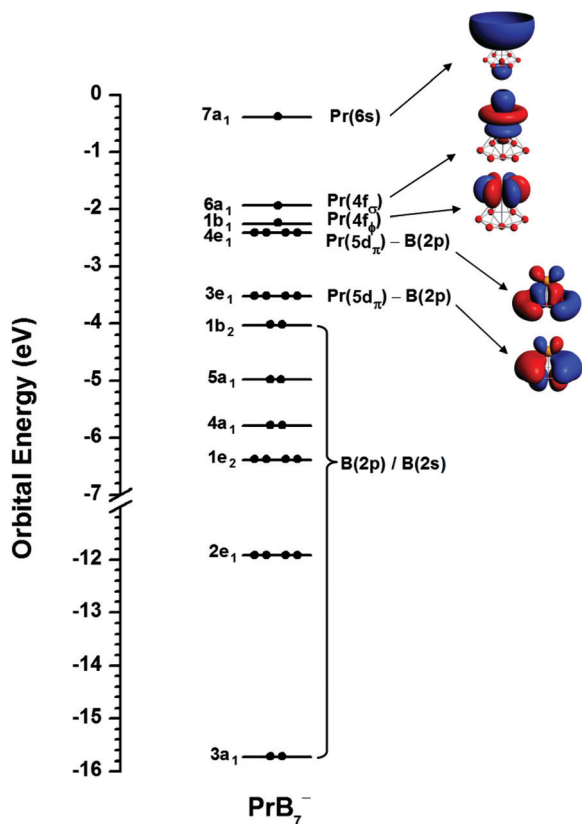 0
7a₁ Pr(6s)
-1
6a₁ Pr(4fσ)
-2
1b₁ Pr(4fϕ)
4e₁ Pr(5dπ) – B(2p)
-3
3e₁ Pr(5dπ) – B(2p)
-4
1b₂
-5
5a₁
4a₁
-6
1e₂
B(2p) / B(2s)
-7
-12
2e₁
-13
-14
-15
3a₁
-16
Orbital Energy (eV)
PrB₇⁻